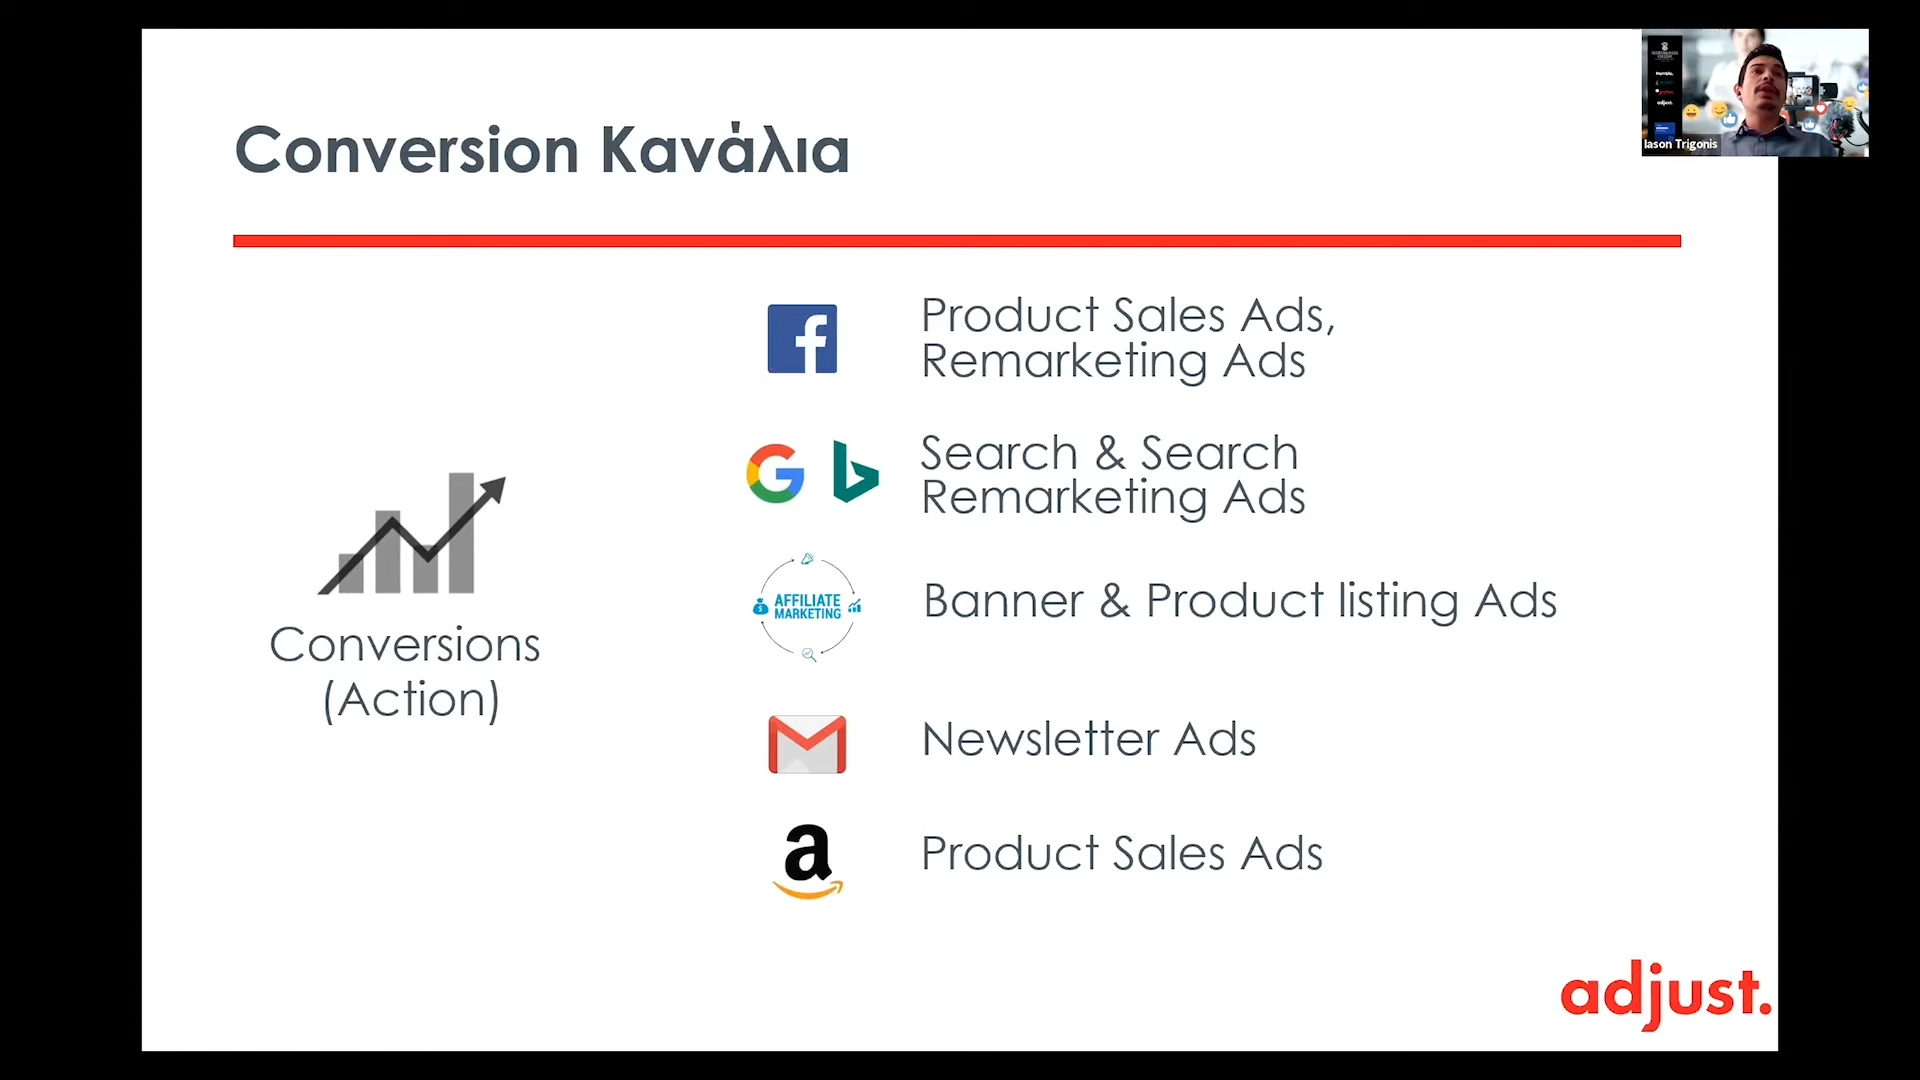 Conversion Κανάλια
Iason Trigonis
adjust.
Product Sales Ads,
Remarketing Ads
Search & Search
Remarketing Ads
AFFILIATE
MARKETING
Banner & Product listing Ads
Conversions
(Action)
Newsletter Ads
a
Product Sales Ads
adjust.